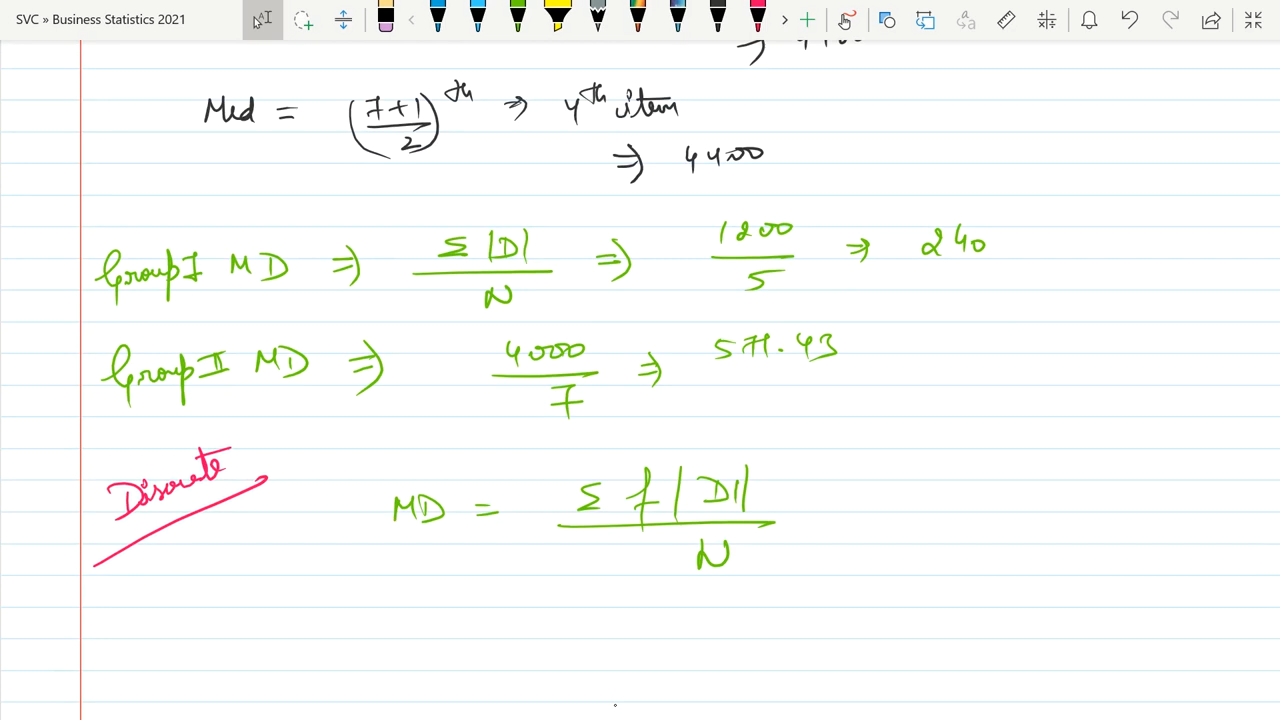 SVC » Business Statistics 2021
Med = (7+1/2)th ⇒ 4th item
⇒ 4400
Group I MD ⇒ Σ|D|/N ⇒ 1200/5 ⇒ 240
Group II MD ⇒ 4000/7 ⇒ 571.43
Discrete
MD = Σ f |D|/N